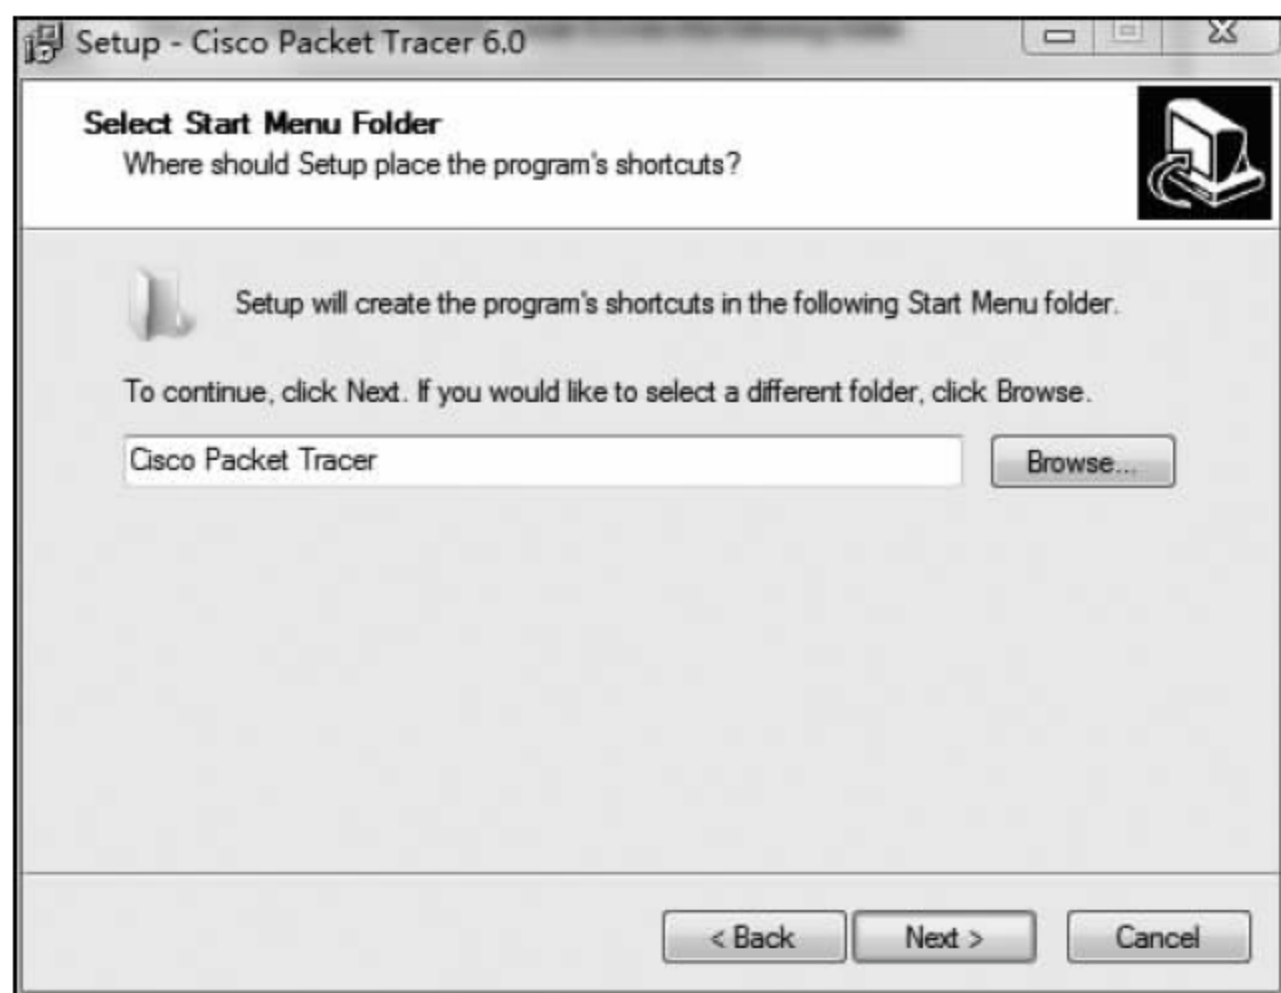 Setup - Cisco Packet Tracer 6.0
Select Start Menu Folder
Where should Setup place the program's shortcuts?
Setup will create the program's shortcuts in the following Start Menu folder.
To continue, click Next. If you would like to select a different folder, click Browse.
Cisco Packet Tracer
Browse...
< Back
Next >
Cancel